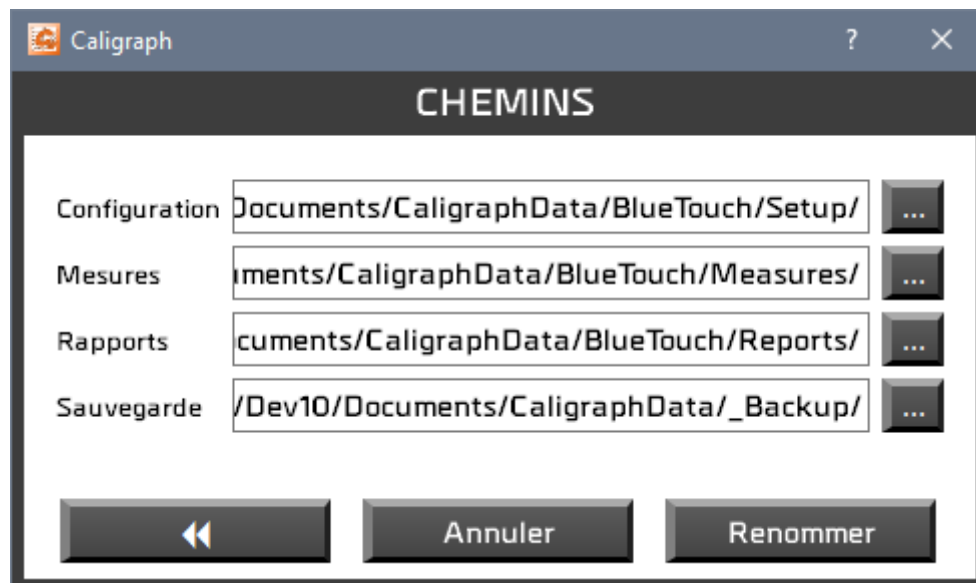 Caligraph ? ×
CHEMINS
Configuration Documents/CaligraphData/BlueTouch/Setup/ ...
Mesures ments/CaligraphData/BlueTouch/Measures/ ...
Rapports cuments/CaligraphData/BlueTouch/Reports/ ...
Sauvegarde /Dev10/Documents/CaligraphData/_Backup/ ...
Annuler Renommer